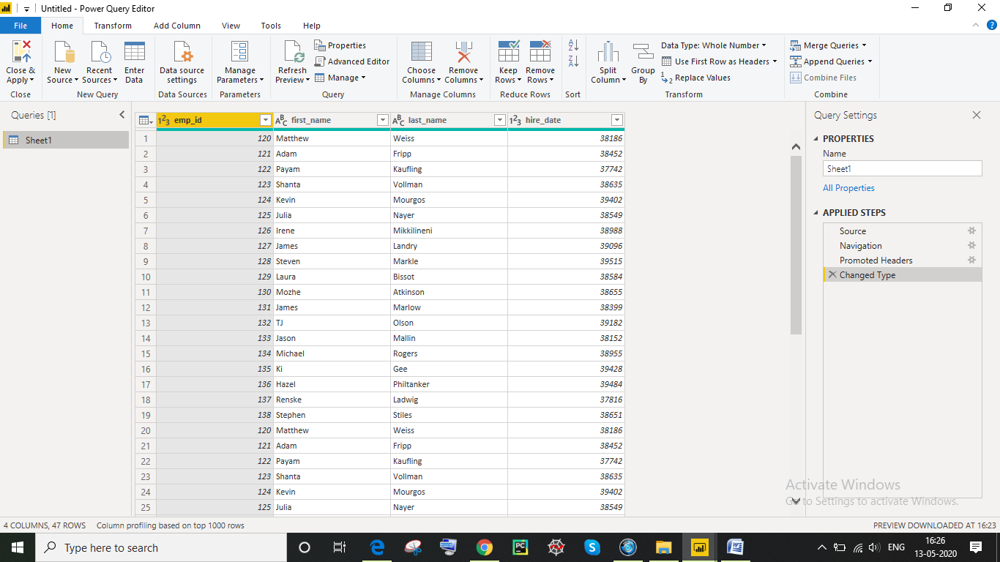 Untitled - Power Query Editor
File Home Transform Add Column View Tools Help
Close & Apply
New Source
Recent Sources
Enter Data
Data source settings
Manage Parameters
Refresh Preview
Properties
Advanced Editor
Manage
Choose Columns
Remove Columns
Keep Rows
Remove Rows
Split Column
Group By
Data Type: Whole Number
Use First Row as Headers
Replace Values
Merge Queries
Append Queries
Combine Files
Close New Query Data Sources Parameters Query Manage Columns Reduce Rows Sort Transform Combine
Queries [1]
Sheet1
emp_id first_name last_name hire_date
1 120 Matthew Weiss 38186
2 121 Adam Fripp 38452
3 122 Payam Kaufling 37742
4 123 Shanta Vollman 38635
5 124 Kevin Mourgos 39402
6 125 Julia Nayer 38549
7 126 Irene Mikkilineni 38988
8 127 James Landry 39096
9 128 Steven Markle 39515
10 129 Laura Bissot 38584
11 130 Mozhe Atkinson 38655
12 131 James Marlow 38399
13 132 TJ Olson 39182
14 133 Jason Mallin 38152
15 134 Michael Rogers 38955
16 135 Ki Gee 39428
17 136 Hazel Philtanker 39484
18 137 Renske Ladwig 37816
19 138 Stephen Stiles 38651
20 120 Matthew Weiss 38186
21 121 Adam Fripp 38452
22 122 Payam Kaufling 37742
23 123 Shanta Vollman 38635
24 124 Kevin Mourgos 39402
25 125 Julia Nayer 38549
Query Settings
PROPERTIES
Name
Sheet1
All Properties
APPLIED STEPS
Source
Navigation
Promoted Headers
Changed Type
Activate Windows
Go to Settings to activate Windows.
4 COLUMNS, 47 ROWS Column profiling based on top 1000 rows PREVIEW DOWNLOADED AT 16:23
Type here to search
ENG
16:26
13-05-2020